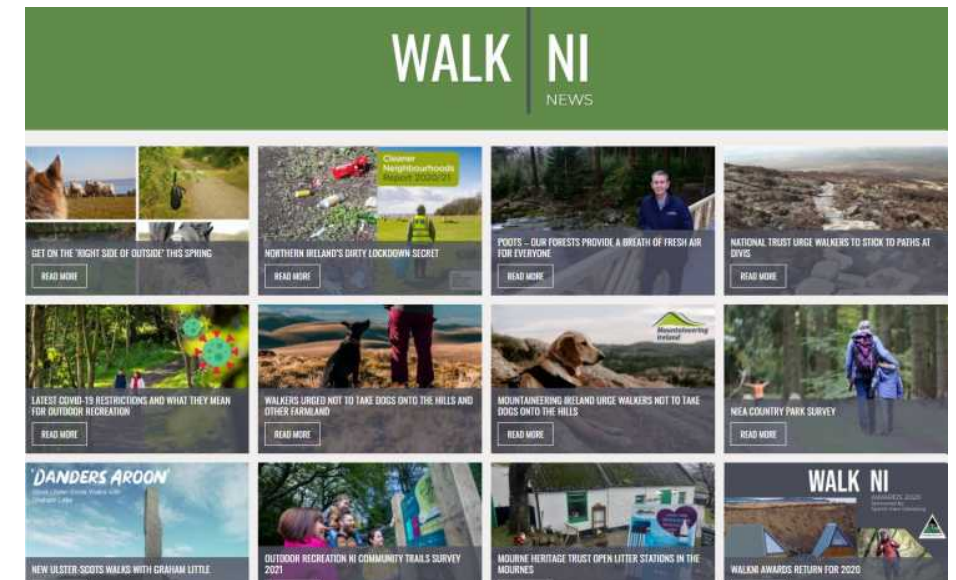 WALK NI
NEWS
GET ON THE 'RIGHT SIDE OF OUTSIDE' THIS SPRING
READ MORE
Cleaner
Neighbourhoods
Report 2020/21
NORTHERN IRELAND'S DIRTY LOCKDOWN SECRET
READ MORE
POOTS – OUR FORESTS PROVIDE A BREATH OF FRESH AIR
FOR EVERYONE
READ MORE
NATIONAL TRUST URGE WALKERS TO STICK TO PATHS AT
DIVIS
READ MORE
LATEST COVID-19 RESTRICTIONS AND WHAT THEY MEAN
FOR OUTDOOR RECREATION
READ MORE
WALKERS URGED NOT TO TAKE DOGS ONTO THE HILLS AND
OTHER FARMLAND
READ MORE
Mountaineering
Ireland
MOUNTAINEERING IRELAND URGE WALKERS NOT TO TAKE
DOGS ONTO THE HILLS
READ MORE
NIEA COUNTRY PARK SURVEY
READ MORE
'DANDERS AROON'
Graham Little
NEW ULSTER-SCOTS WALKS WITH GRAHAM LITTLE
OUTDOOR RECREATION NI COMMUNITY TRAILS SURVEY
2021
MOURNE HERITAGE TRUST OPEN LITTER STATIONS IN THE
MOURNES
WALK NI
AWARDS 2020
WALKNI AWARDS RETURN FOR 2020